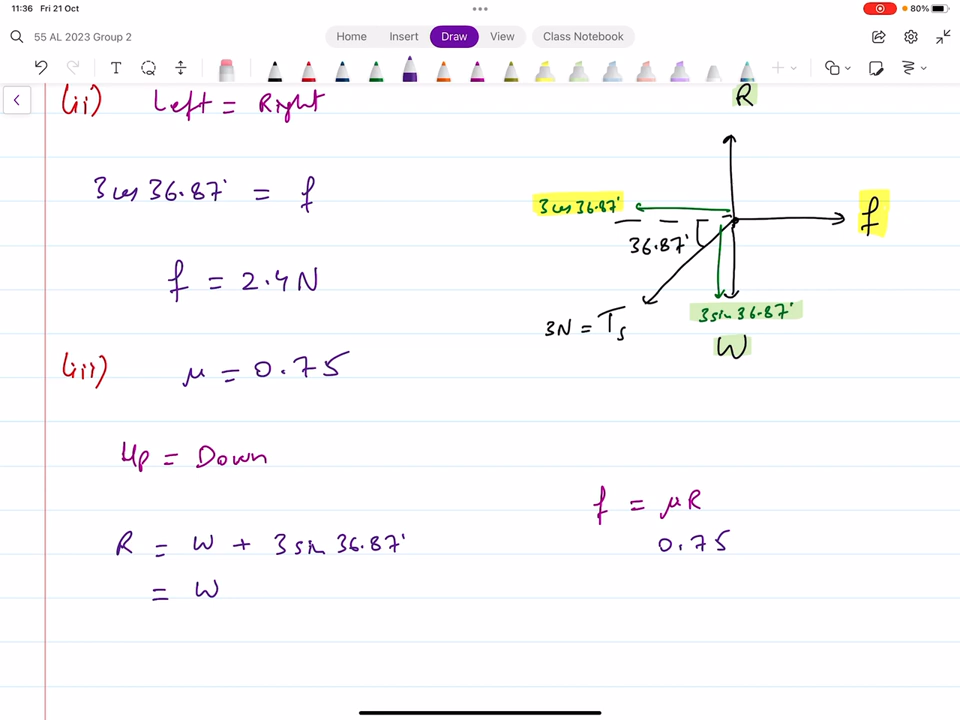 11:36 Fri 21 Oct
80%
55 AL 2023 Group 2
Home Insert Draw View Class Notebook
(ii) Left = Right
R
3 cos 36.87° = f
3 cos 36.87°
f
36.87°
f = 2.4N
3 sin 36.87°
3N = Ts
W
(iii) μ = 0.75
Up = Down
f = μR
R = W + 3 sin 36.87°
0.75
= W